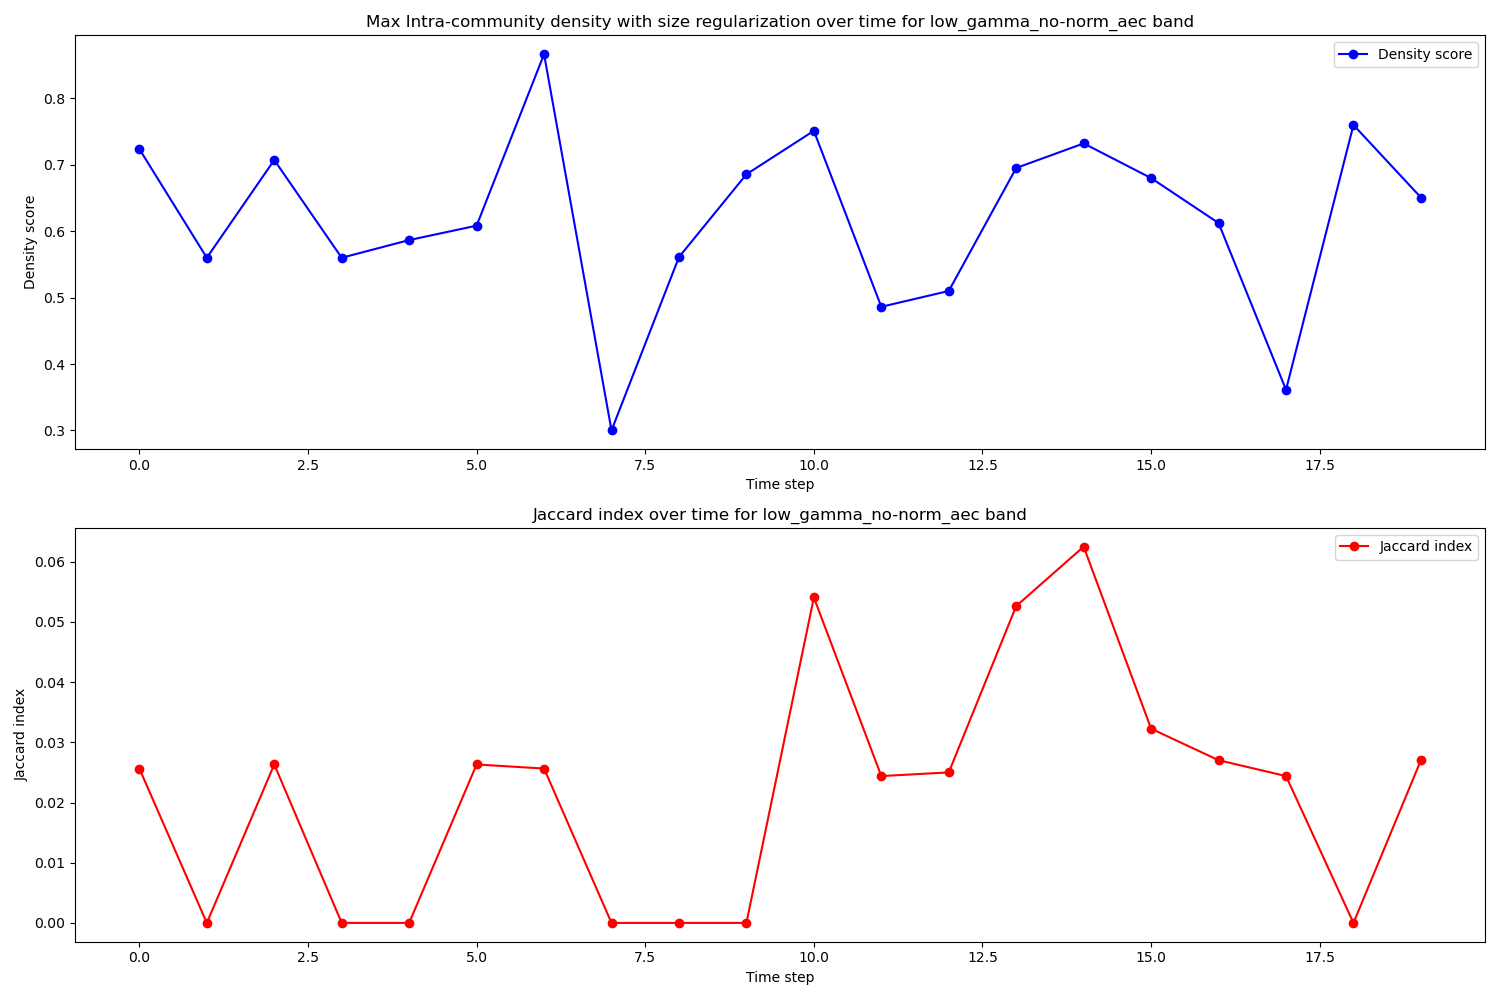 Max Intra-community density with size regularization over time for low_gamma_no-norm_aec band
Density score
0.8
0.7
0.6
0.5
0.4
0.3
Density score
0.0 2.5 5.0 7.5 10.0 12.5 15.0 17.5
Time step
Jaccard index over time for low_gamma_no-norm_aec band
Jaccard index
0.06
0.05
0.04
0.03
0.02
0.01
0.00
Jaccard index
0.0 2.5 5.0 7.5 10.0 12.5 15.0 17.5
Time step